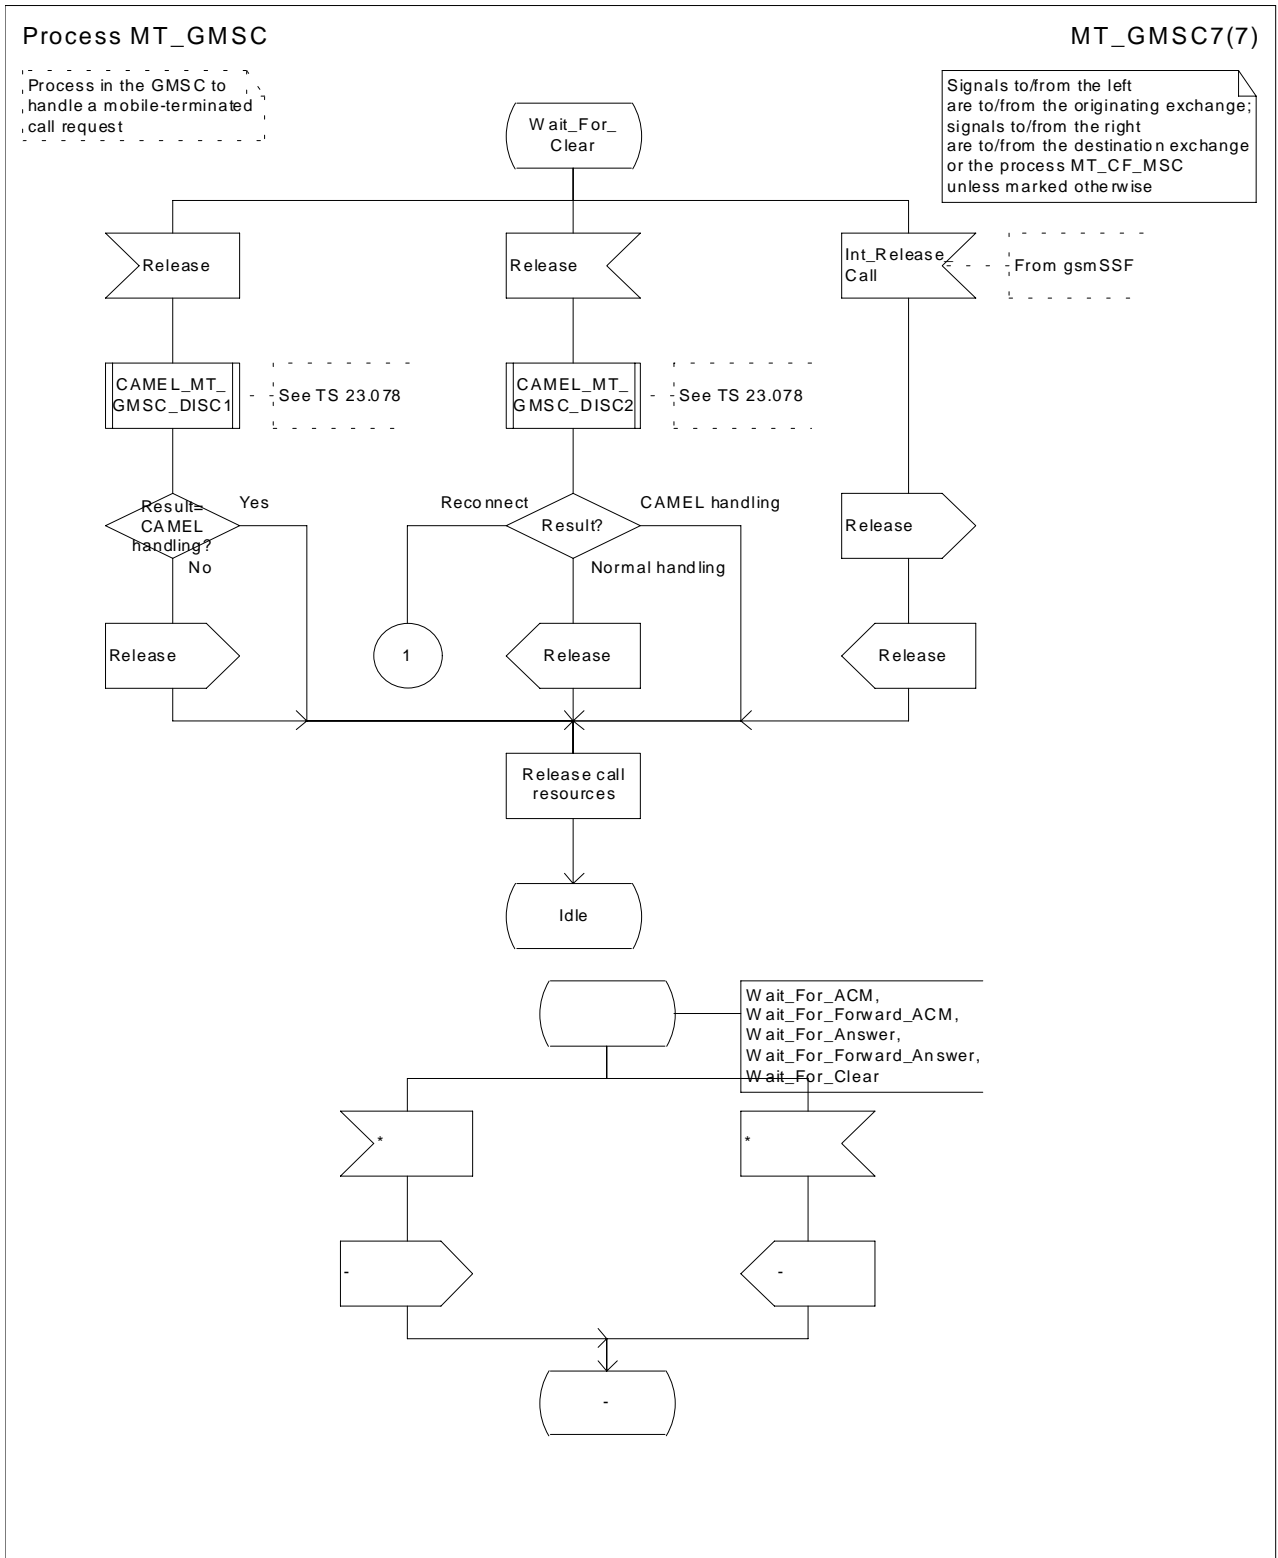 Process MT_GMSC
MT_GMSC7(7)
Process in the GMSC to
handle a mobile-terminated
call request
Signals to/from the left
are to/from the originating exchange;
signals to/from the right
are to/from the destination exchange
or the process MT_CF_MSC
unless marked otherwise
Wait_For_
Clear
Release
Release
Int_Release_
Call
From gsmSSF
CAMEL_MT_
GMSC_DISC1
See TS 23.078
CAMEL_MT_
GMSC_DISC2
See TS 23.078
Result=
CAMEL
handling?
Yes
No
Reconnect
Result?
CAMEL handling
Normal handling
Release
Release
1
Release
Release
Release call
resources
Idle
Wait_For_ACM,
Wait_For_Forward_ACM,
Wait_For_Answer,
Wait_For_Forward_Answer,
Wait_For_Clear
*
*
-
-
-